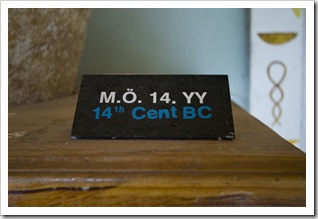 M.Ö. 14. YY
14th Cent BC